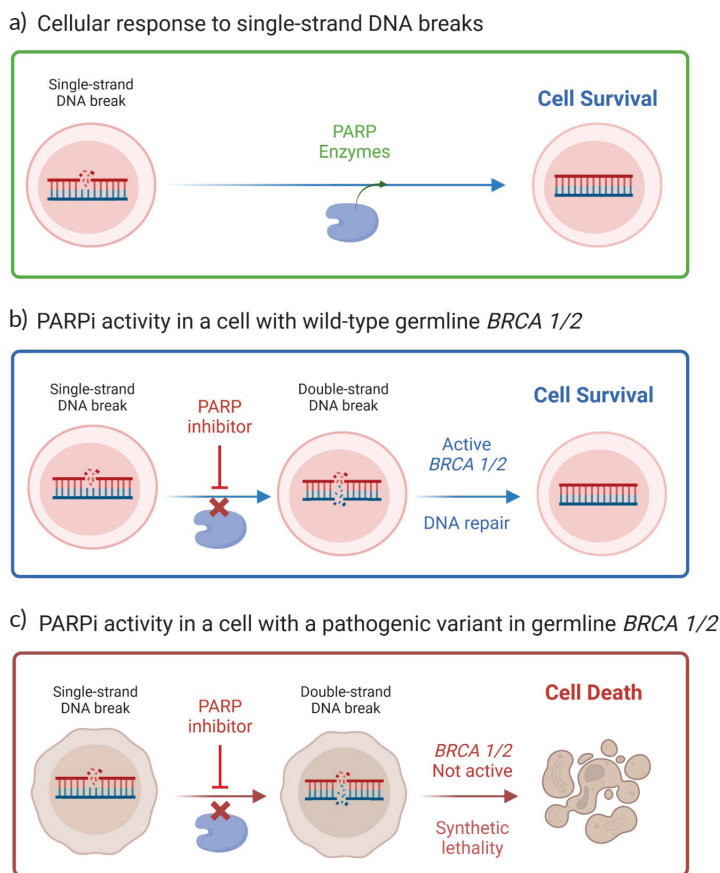 a) Cellular response to single-strand DNA breaks
Single-strand
DNA break
PARP
Enzymes
Cell Survival
b) PARPi activity in a cell with wild-type germline BRCA 1/2
Single-strand
DNA break
PARP
inhibitor
Double-strand
DNA break
Active
BRCA 1/2
DNA repair
Cell Survival
c) PARPi activity in a cell with a pathogenic variant in germline BRCA 1/2
Single-strand
DNA break
PARP
inhibitor
Double-strand
DNA break
BRCA 1/2
Not active
Synthetic
lethality
Cell Death